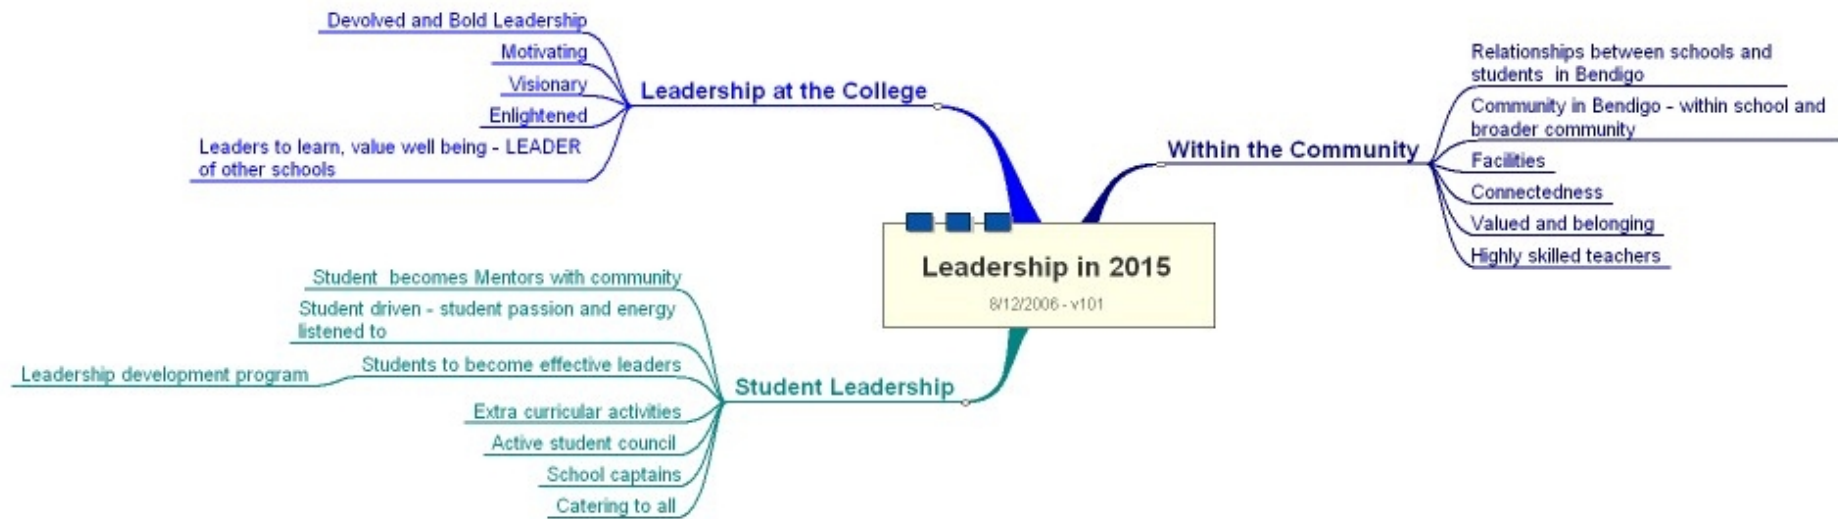 Devolved and Bold Leadership
Motivating
Visionary
Enlightened
Leaders to learn, value well being - LEADER
of other schools
Leadership at the College
Within the Community
Relationships between schools and
students  in Bendigo
Community in Bendigo - within school and
broader community
Facilities
Connectedness
Valued and belonging
Highly skilled teachers
Leadership in 2015
8/12/2006 - v101
Student  becomes Mentors with community
Student driven - student passion and energy
listened to
Students to become effective leaders
Leadership development program
Extra curricular activities
Active student council
School captains
Catering to all
Student Leadership